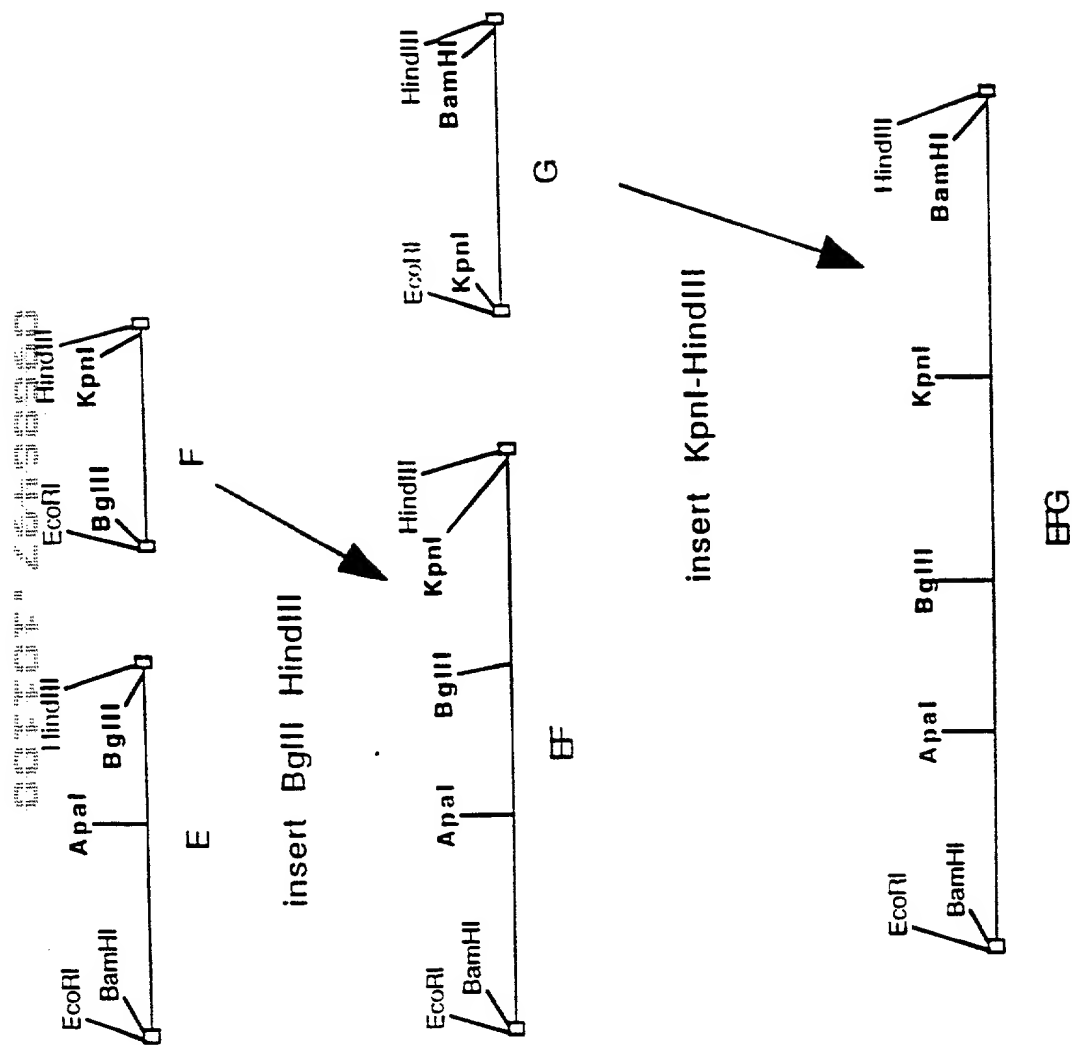 EcoRI
BamHI
ApaI
HindIII
BglII
E
EcoRI
BglII
HindIII
KpnI
F
insert BglII HindIII
EcoRI
BamHI
ApaI
BglII
KpnI
HindIII
EF
EcoRI
KpnI
HindIII
BamHI
G
insert KpnI-HindIII
EcoRI
BamHI
ApaI
BglII
KpnI
HindIII
BamHI
EFG